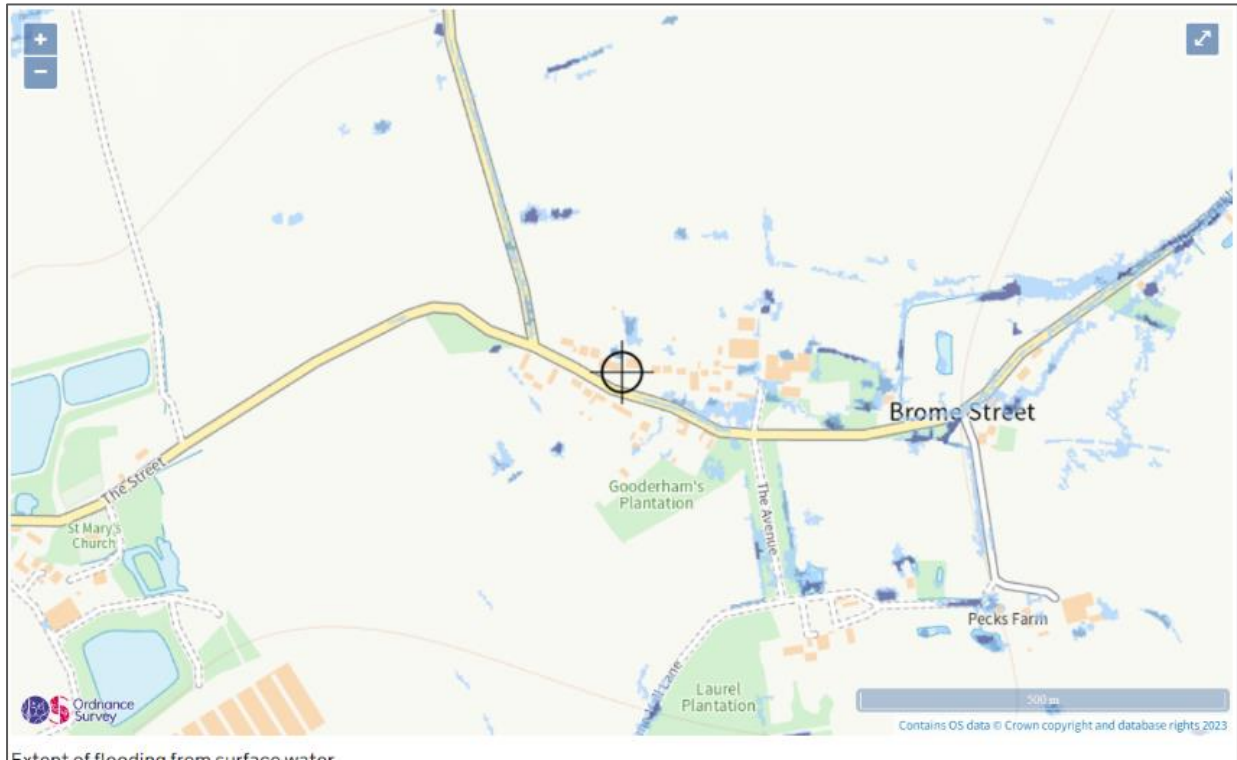 +
−
The Street
St Mary's
Church
Gooderham's
Plantation
The Avenue
Brome Street
Pecks Farm
Lane
Laurel
Plantation
Ordnance
Survey
500 m
Contains OS data © Crown copyright and database rights 2023
Extent of flooding from surface water